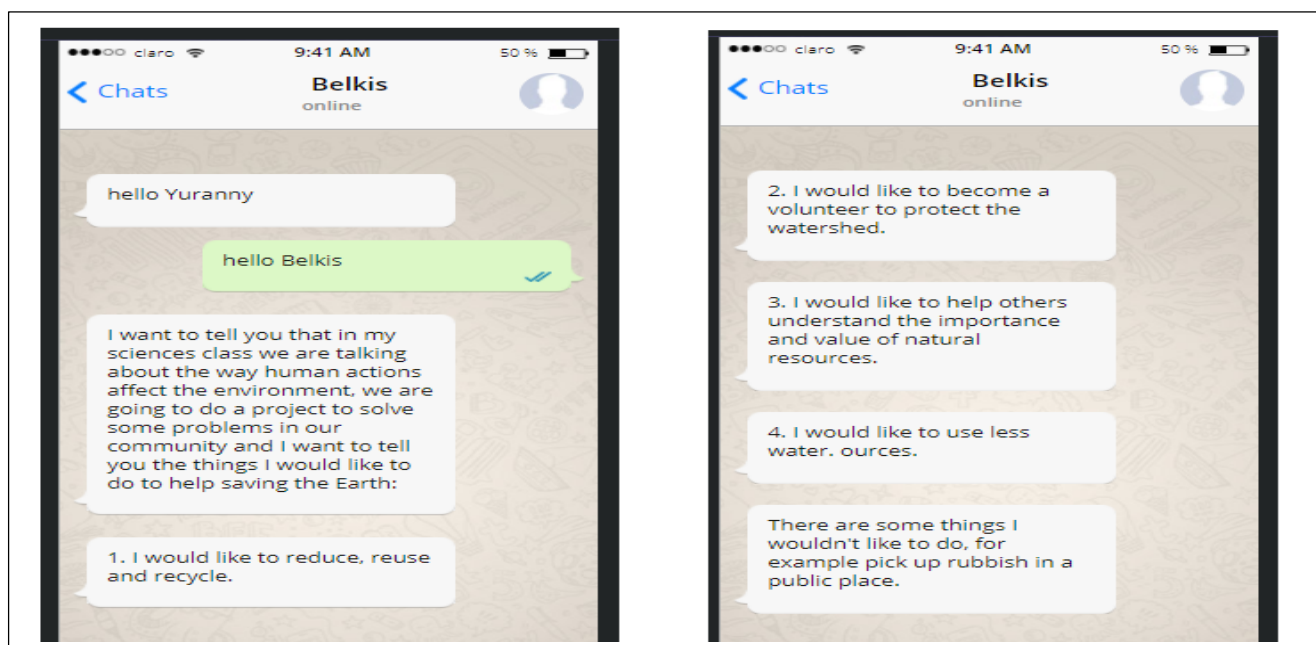 claro 9:41 AM 50 %
Chats Belkis
online
hello Yuranny
hello Belkis
I want to tell you that in my
sciences class we are talking
about the way human actions
affect the environment, we are
going to do a project to solve
some problems in our
community and I want to tell
you the things I would like to
do to help saving the Earth:
1. I would like to reduce, reuse
and recycle.
claro 9:41 AM 50 %
Chats Belkis
online
2. I would like to become a
volunteer to protect the
watershed.
3. I would like to help others
understand the importance
and value of natural
resources.
4. I would like to use less
water. ources.
There are some things I
wouldn't like to do, for
example pick up rubbish in a
public place.